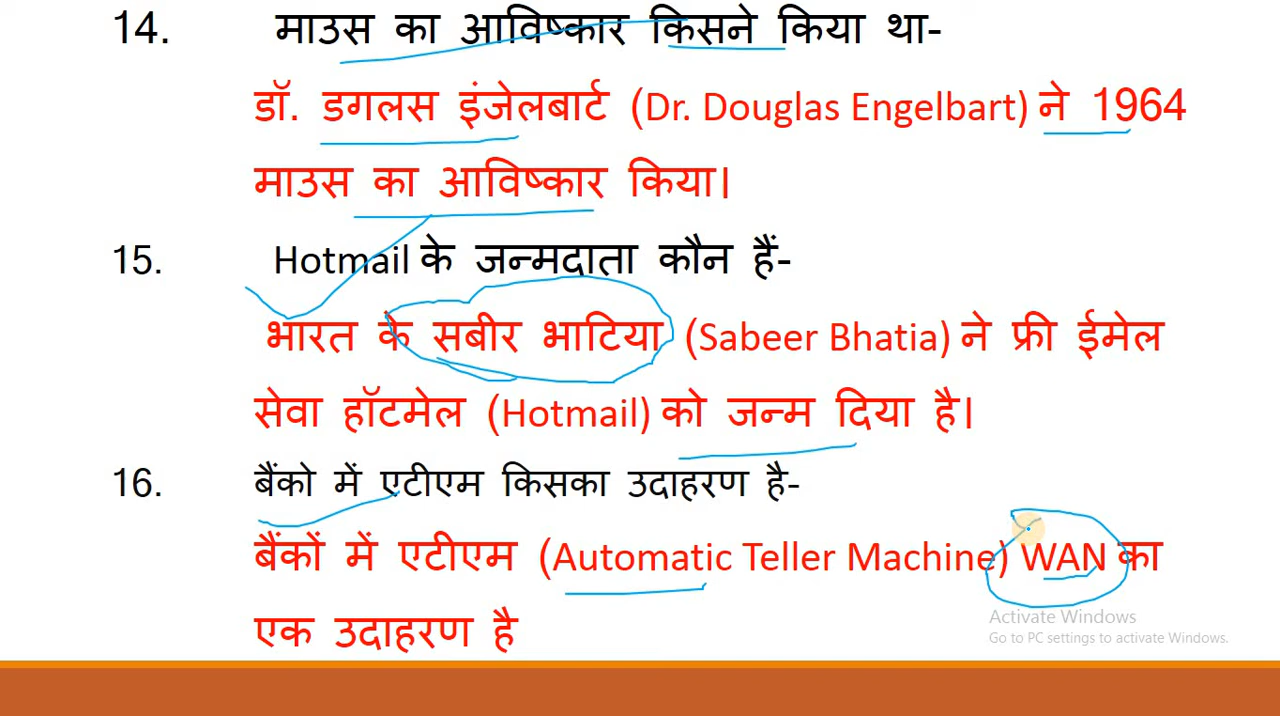 14. माउस का आविष्कार किसने किया था-
डॉ. डगलस इंजेलबार्ट (Dr. Douglas Engelbart) ने 1964
माउस का आविष्कार किया।
15. Hotmail के जन्मदाता कौन हैं-
भारत के सबीर भाटिया (Sabeer Bhatia) ने फ्री ईमेल
सेवा हॉटमेल (Hotmail) को जन्म दिया है।
16. बैंको में एटीएम किसका उदाहरण है-
बैंकों में एटीएम (Automatic Teller Machine) WAN का
एक उदाहरण है
Activate Windows
Go to PC settings to activate Windows.